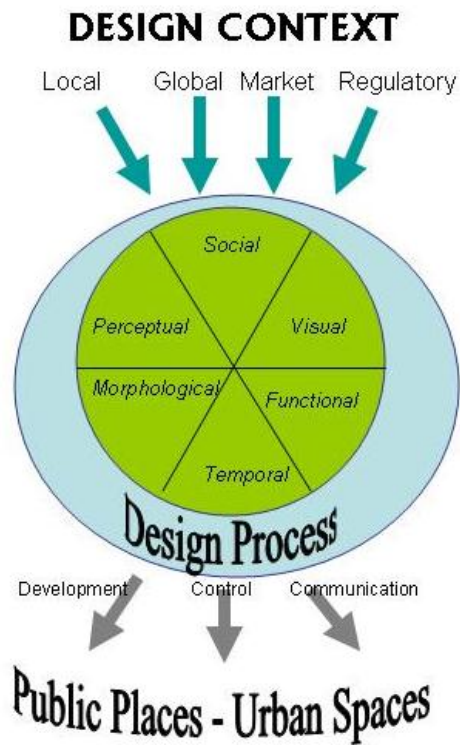 DESIGN CONTEXT
Local Global Market Regulatory
Social
Perceptual Visual
Morphological Functional
Temporal
Design Process
Development Control Communication
Public Places - Urban Spaces